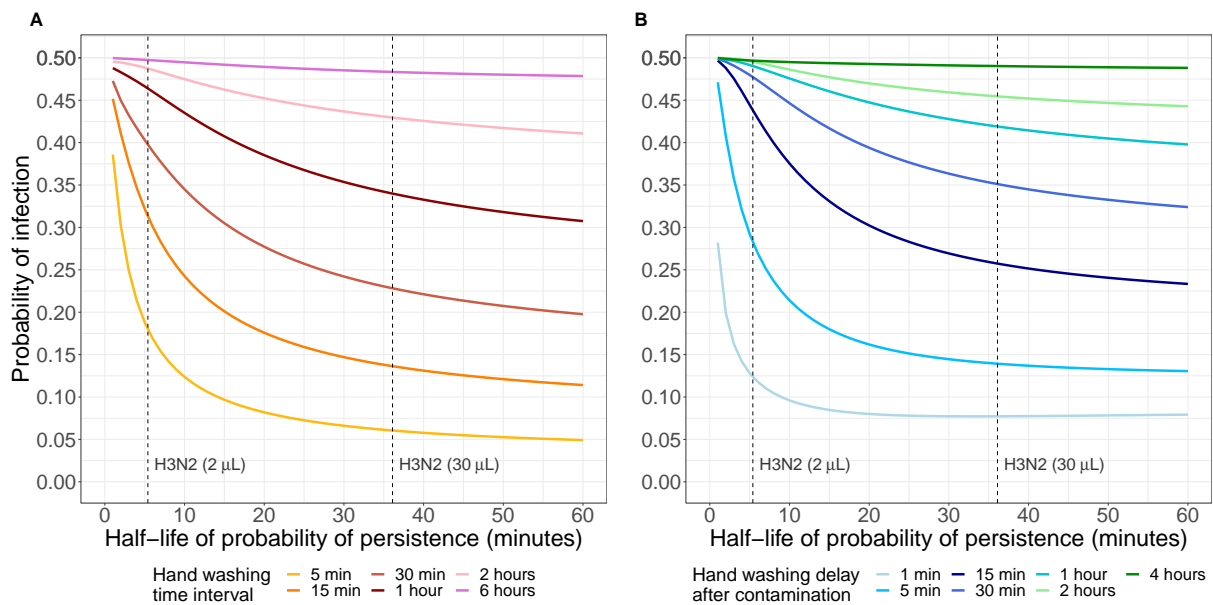 A
B
Probability of infection
0.50
0.45
0.40
0.35
0.30
0.25
0.20
0.15
0.10
0.05
0.00
H3N2 (2 μL)
H3N2 (30 μL)
0 10 20 30 40 50 60
Half−life of probability of persistence (minutes)
Hand washing
time interval
5 min
15 min
30 min
1 hour
2 hours
6 hours
0.50
0.45
0.40
0.35
0.30
0.25
0.20
0.15
0.10
0.05
0.00
H3N2 (2 μL)
H3N2 (30 μL)
0 10 20 30 40 50 60
Half−life of probability of persistence (minutes)
Hand washing delay
after contamination
1 min
5 min
15 min
30 min
1 hour
2 hours
4 hours